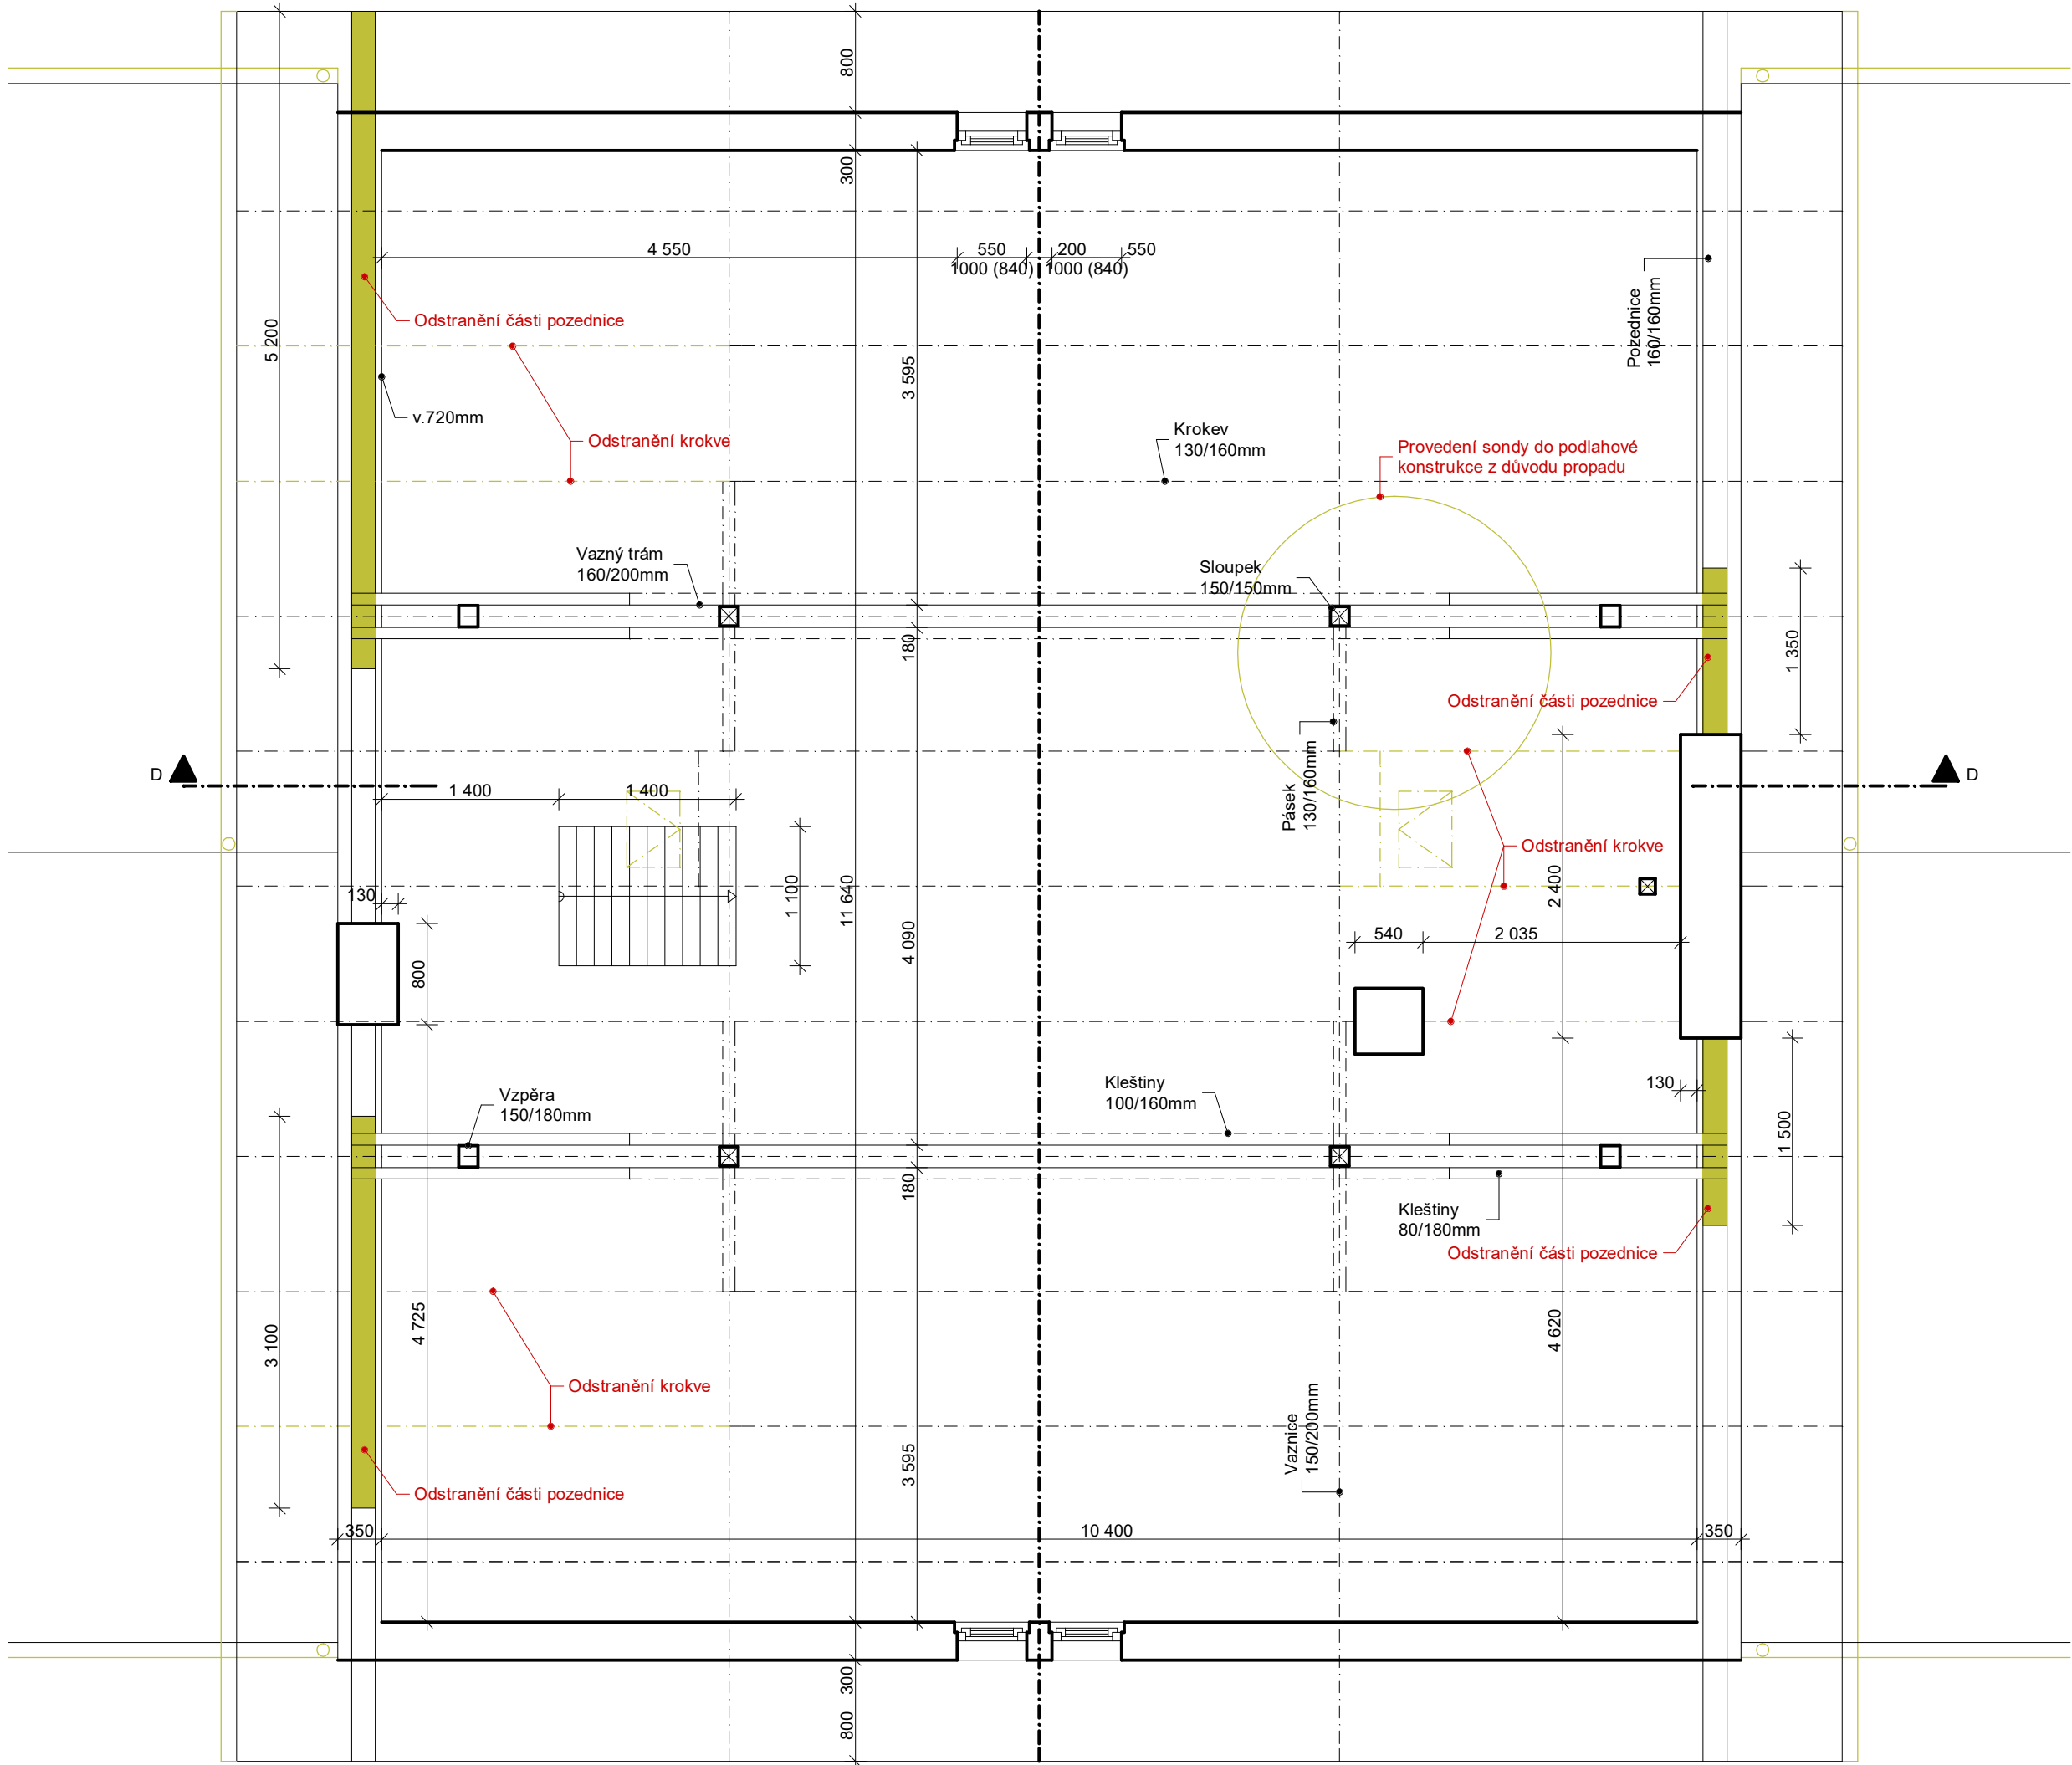 800
300
4 550
550
200
550
1000 (840)
1000 (840)
Pozednice
160/160mm
Odstranění části pozednice
5 200
3 595
v.720mm
Odstranění krokve
Krokev
130/160mm
Provedení sondy do podlahové
konstrukce z důvodu propadu
Vazný trám
160/200mm
Sloupek
150/150mm
180
1 350
Odstranění části pozednice
D
D
1 400
1 400
Pásek
130/160mm
Odstranění krokve
130
1 100
11 640
2 400
4 090
540
2 035
800
Vzpěra
150/180mm
Kleštiny
100/160mm
130
1 500
180
Kleštiny
80/180mm
Odstranění části pozednice
3 100
4 725
4 620
Odstranění krokve
Vaznice
150/200mm
3 595
Odstranění části pozednice
350
10 400
350
300
800